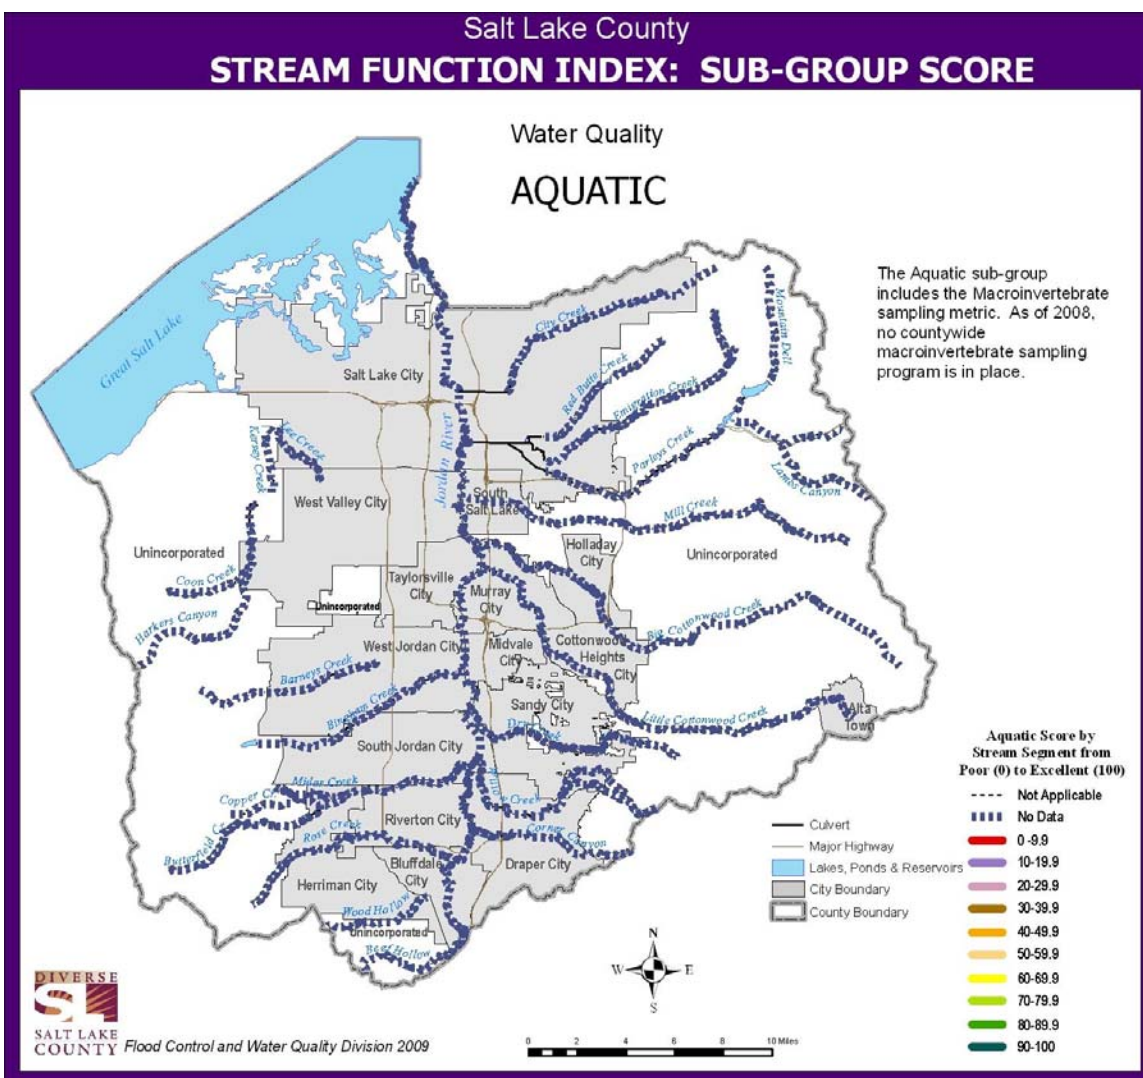 Salt Lake County
STREAM FUNCTION INDEX: SUB-GROUP SCORE
Water Quality
AQUATIC
The Aquatic sub-group
includes the Macroinvertebrate
sampling metric. As of 2008,
no countywide
macroinvertebrate sampling
program is in place.
Great Salt Lake
City Creek
Mountain Dell
Salt Lake City
Red Butte Creek
Emigration Creek
Jordan River
Lee Creek
Kersey Creek
Parleys Creek
Lambs Canyon
West Valley City
South
Salt Lake
Mill Creek
Unincorporated
Holladay
City
Unincorporated
Coon Creek
Taylorsville
City
Murray
City
Unincorporated
Harkers Canyon
Big Cottonwood Creek
West Jordan City
Midvale
City
Cottonwood
Heights
City
Barneys Creek
Bingham Creek
Sandy City
Little Cottonwood Creek
Alta
Town
Dry Creek
South Jordan City
Midas Creek
Copper Cr.
Willow Creek
Riverton City
Rose Creek
Corner Canyon
Butterfield Cr.
Bluffdale
City
Draper City
Herriman City
Wood Hollow
Unincorporated
Beef Hollow
Culvert
Major Highway
Lakes, Ponds & Reservoirs
City Boundary
County Boundary
Aquatic Score by
Stream Segment from
Poor (0) to Excellent (100)
Not Applicable
No Data
0-9.9
10-19.9
20-29.9
30-39.9
40-49.9
50-59.9
60-69.9
70-79.9
80-89.9
90-100
N
W
E
S
DIVERSE
SL
SALT LAKE
COUNTY
Flood Control and Water Quality Division 2009
0 2 4 6 8 10 Miles